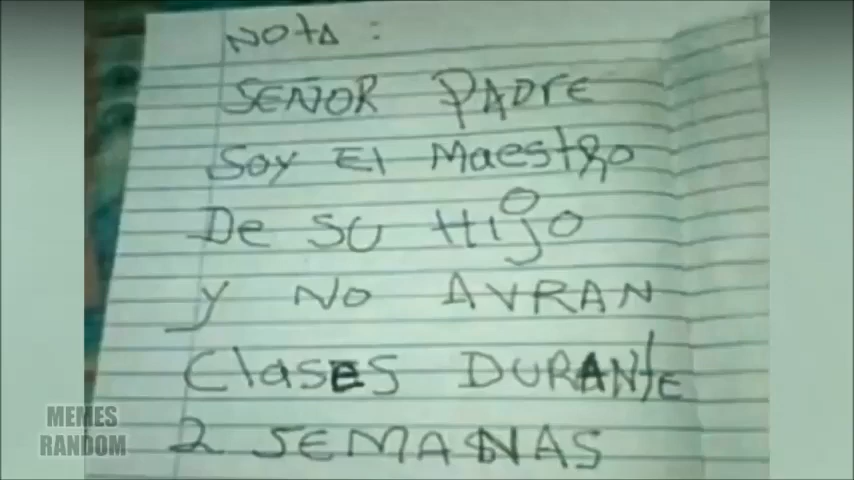 NOtA :
SEÑOR PADrE
Soy El Maestro
De SU HiJo
y No AVRAN
ClasEs DURANtE
2 SEMANAS
MEMES
RANDOM